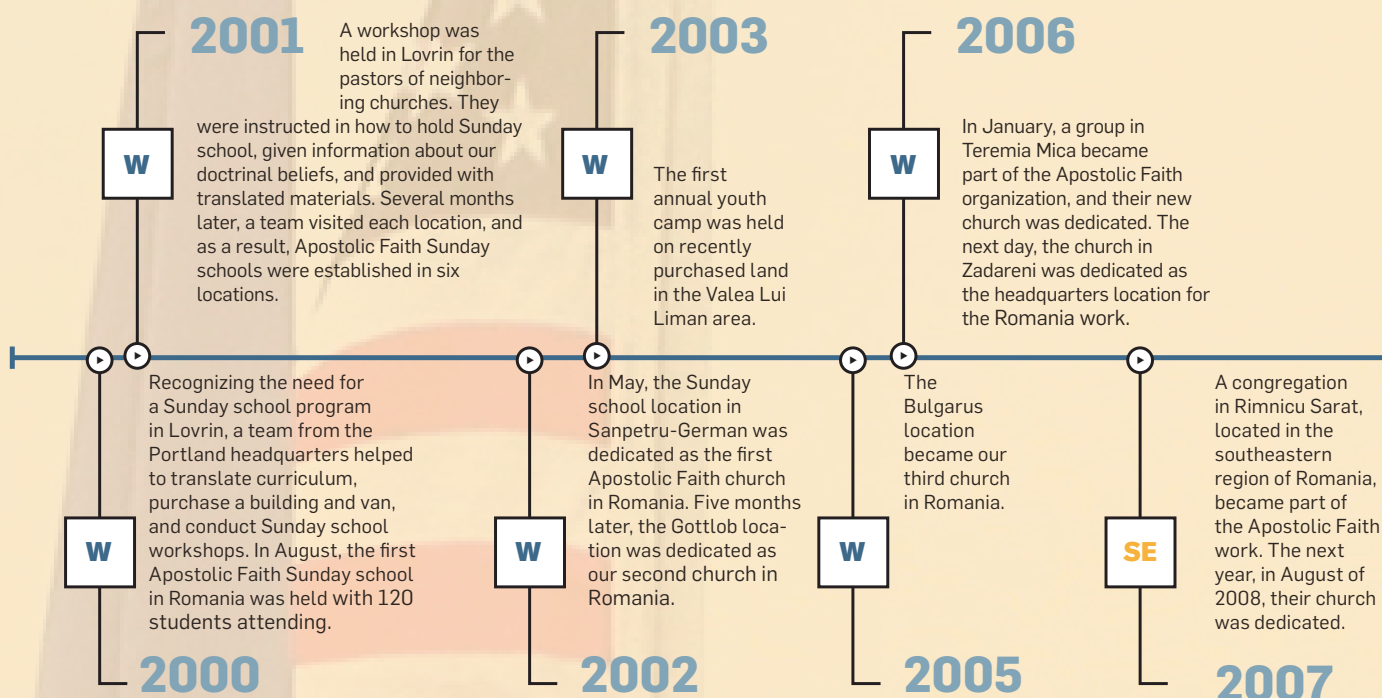 2001
A workshop was
held in Lovrin for the
pastors of neighbor-
ing churches. They
were instructed in how to hold Sunday
school, given information about our
doctrinal beliefs, and provided with
translated materials. Several months
later, a team visited each location, and
as a result, Apostolic Faith Sunday
schools were established in six
locations.
W
2003
The first
annual youth
camp was held
on recently
purchased land
in the Valea Lui
Liman area.
W
2006
In January, a group in
Teremia Mica became
part of the Apostolic Faith
organization, and their new
church was dedicated. The
next day, the church in
Zadareni was dedicated as
the headquarters location for
the Romania work.
W
Recognizing the need for
a Sunday school program
in Lovrin, a team from the
Portland headquarters helped
to translate curriculum,
purchase a building and van,
and conduct Sunday school
workshops. In August, the first
Apostolic Faith Sunday school
in Romania was held with 120
students attending.
W
2000
In May, the Sunday
school location in
Sanpetru-German was
dedicated as the first
Apostolic Faith church
in Romania. Five months
later, the Gottlob loca-
tion was dedicated as
our second church in
Romania.
W
2002
The
Bulgarus
location
became our
third church
in Romania.
W
2005
A congregation
in Rimnicu Sarat,
located in the
southeastern
region of Romania,
became part of
the Apostolic Faith
work. The next
year, in August of
2008, their church
was dedicated.
SE
2007